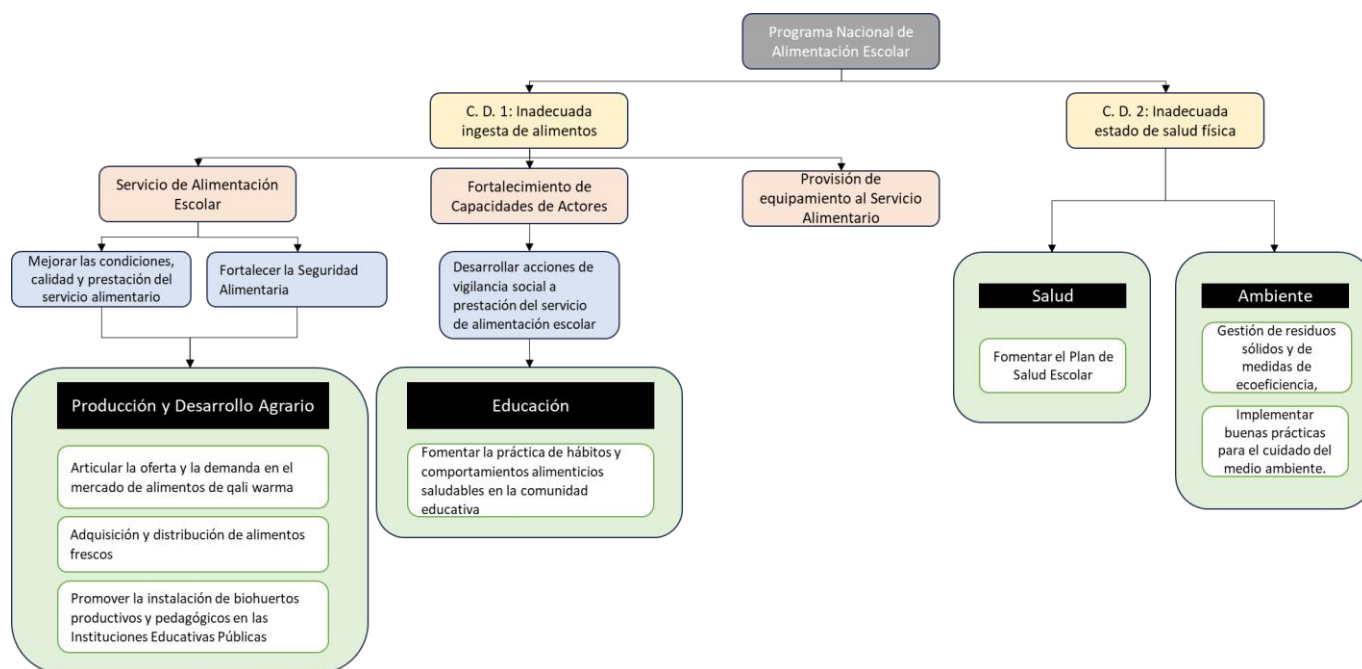 Programa Nacional de
Alimentación Escolar
C. D. 1: Inadecuada
ingesta de alimentos
C. D. 2: Inadecuada
estado de salud física
Servicio de Alimentación
Escolar
Fortalecimiento de
Capacidades de Actores
Provisión de
equipamiento al Servicio
Alimentario
Mejorar las condiciones,
calidad y prestación del
servicio alimentario
Fortalecer la Seguridad
Alimentaria
Desarrollar acciones de
vigilancia social a
prestación del servicio
de alimentación escolar
Producción y Desarrollo Agrario
Articular la oferta y la demanda en el
mercado de alimentos de qali warma
Adquisición y distribución de alimentos
frescos
Promover la instalación de biohuertos
productivos y pedagógicos en las
Instituciones Educativas Públicas
Educación
Fomentar la práctica de hábitos y
comportamientos alimenticios
saludables en la comunidad
educativa
Salud
Fomentar el Plan de
Salud Escolar
Ambiente
Gestión de residuos
sólidos y de
medidas de
ecoeficiencia,
Implementar
buenas prácticas
para el cuidado del
medio ambiente.